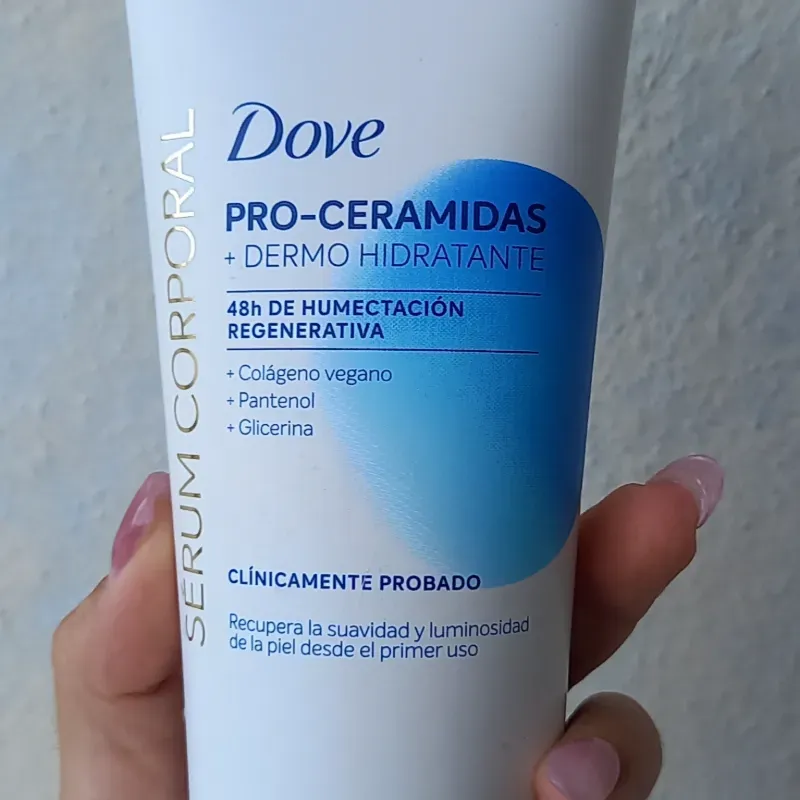 SÉRUM CORPORAL
Dove
PRO-CERAMIDAS
+ DERMO HIDRATANTE
48h DE HUMECTACIÓN
REGENERATIVA
+ Colágeno vegano
+ Pantenol
+ Glicerina
CLÍNICAMENTE PROBADO
Recupera la suavidad y luminosidad
de la piel desde el primer uso